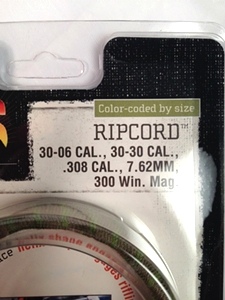 Color-coded by size
RIPCORD™
30-06 CAL., 30-30 CAL.,
.308 CAL., 7.62MM,
300 Win. Mag.